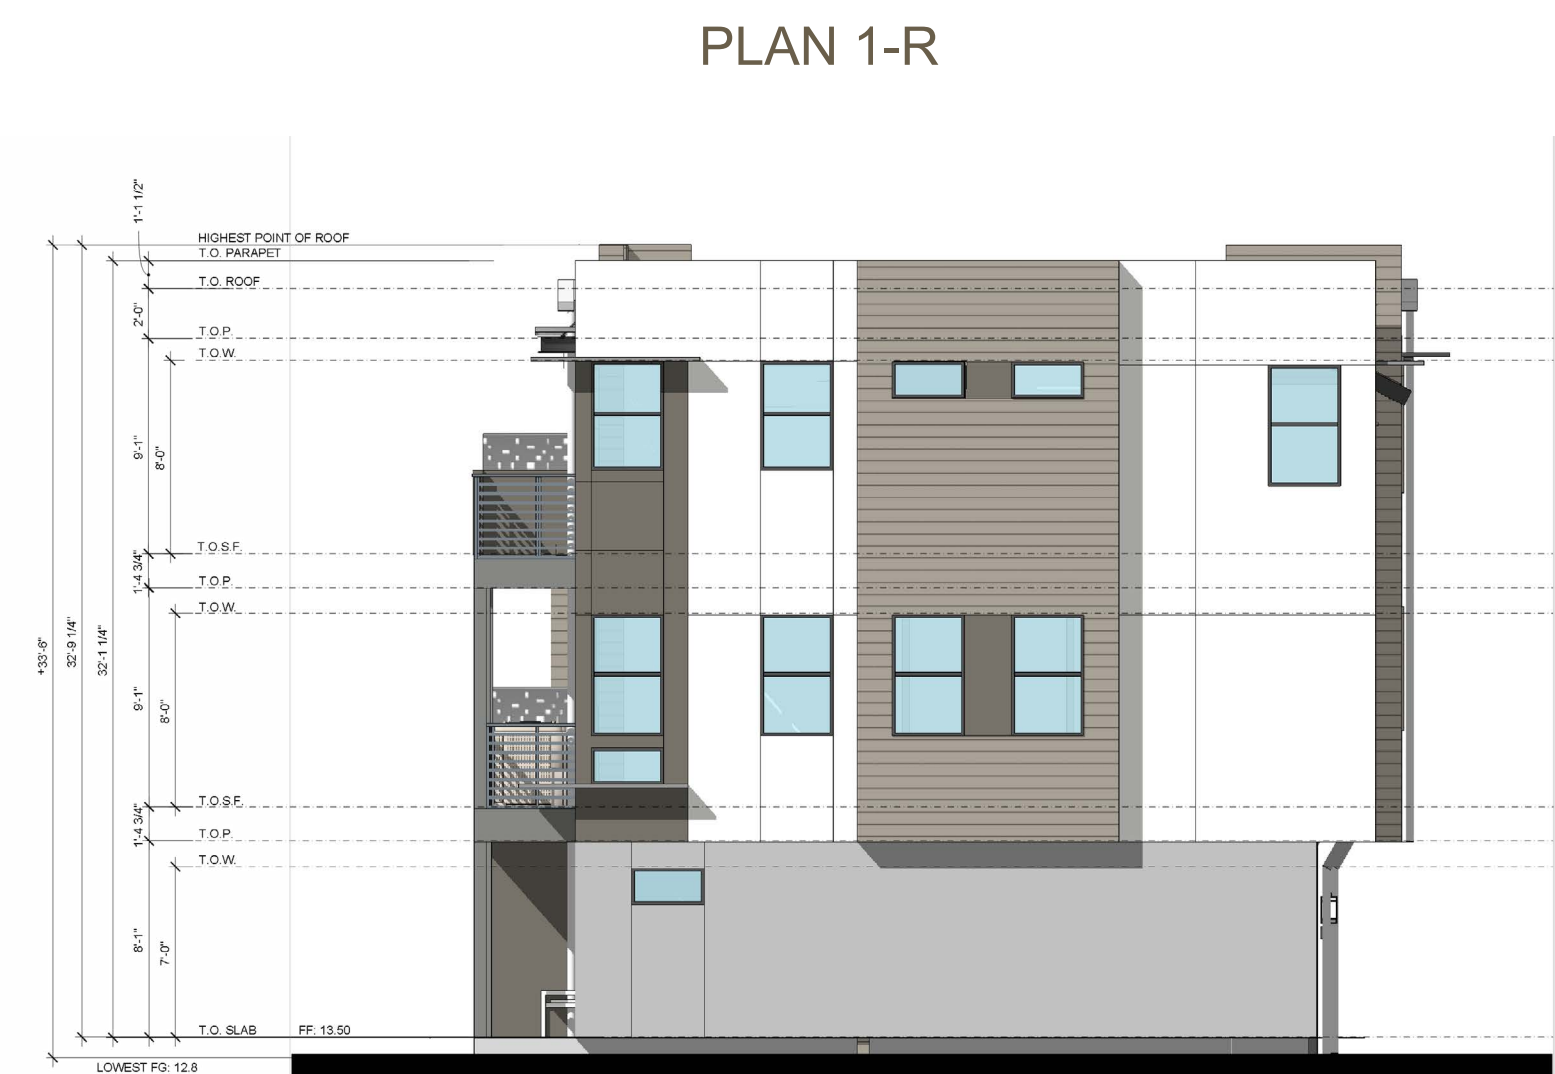 PLAN 1-R
1'-1 1/2"
HIGHEST POINT OF ROOF
T.O. PARAPET
T.O. ROOF
2'-0"
T.O.P.
T.O.W.
9'-1"
8'-0"
T.O.S.F.
1'-4 3/4"
T.O.P.
T.O.W.
+33'-6"
32'-9 1/4"
32'-1 1/4"
9'-1"
8'-0"
T.O.S.F.
1'-4 3/4"
T.O.P.
T.O.W.
8'-1"
7'-0"
T.O. SLAB FF: 13.50
LOWEST FG: 12.8